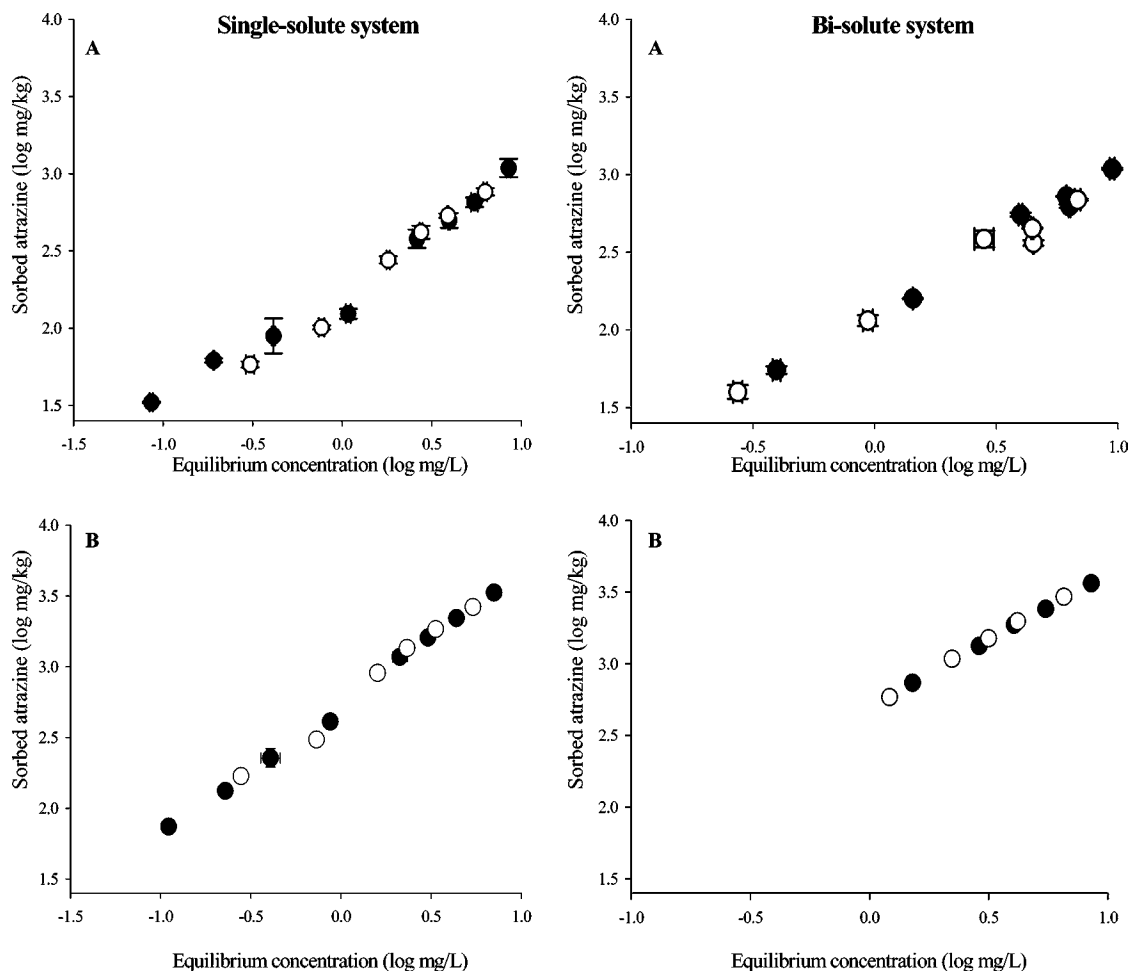 Single-solute system
A
4.0
3.5
3.0
2.5
2.0
1.5
Sorbed atrazine (log mg/kg)
-1.5 -1.0 -0.5 0.0 0.5 1.0
Equilibrium concentration (log mg/L)
Bi-solute system
A
4.0
3.5
3.0
2.5
2.0
1.5
Sorbed atrazine (log mg/kg)
-1.0 -0.5 0.0 0.5 1.0
Equilibrium concentration (log mg/L)
B
4.0
3.5
3.0
2.5
2.0
1.5
Sorbed atrazine (log mg/kg)
-1.5 -1.0 -0.5 0.0 0.5 1.0
Equilibrium concentration (log mg/L)
B
4.0
3.5
3.0
2.5
2.0
1.5
Sorbed atrazine (log mg/kg)
-1.0 -0.5 0.0 0.5 1.0
Equilibrium concentration (log mg/L)